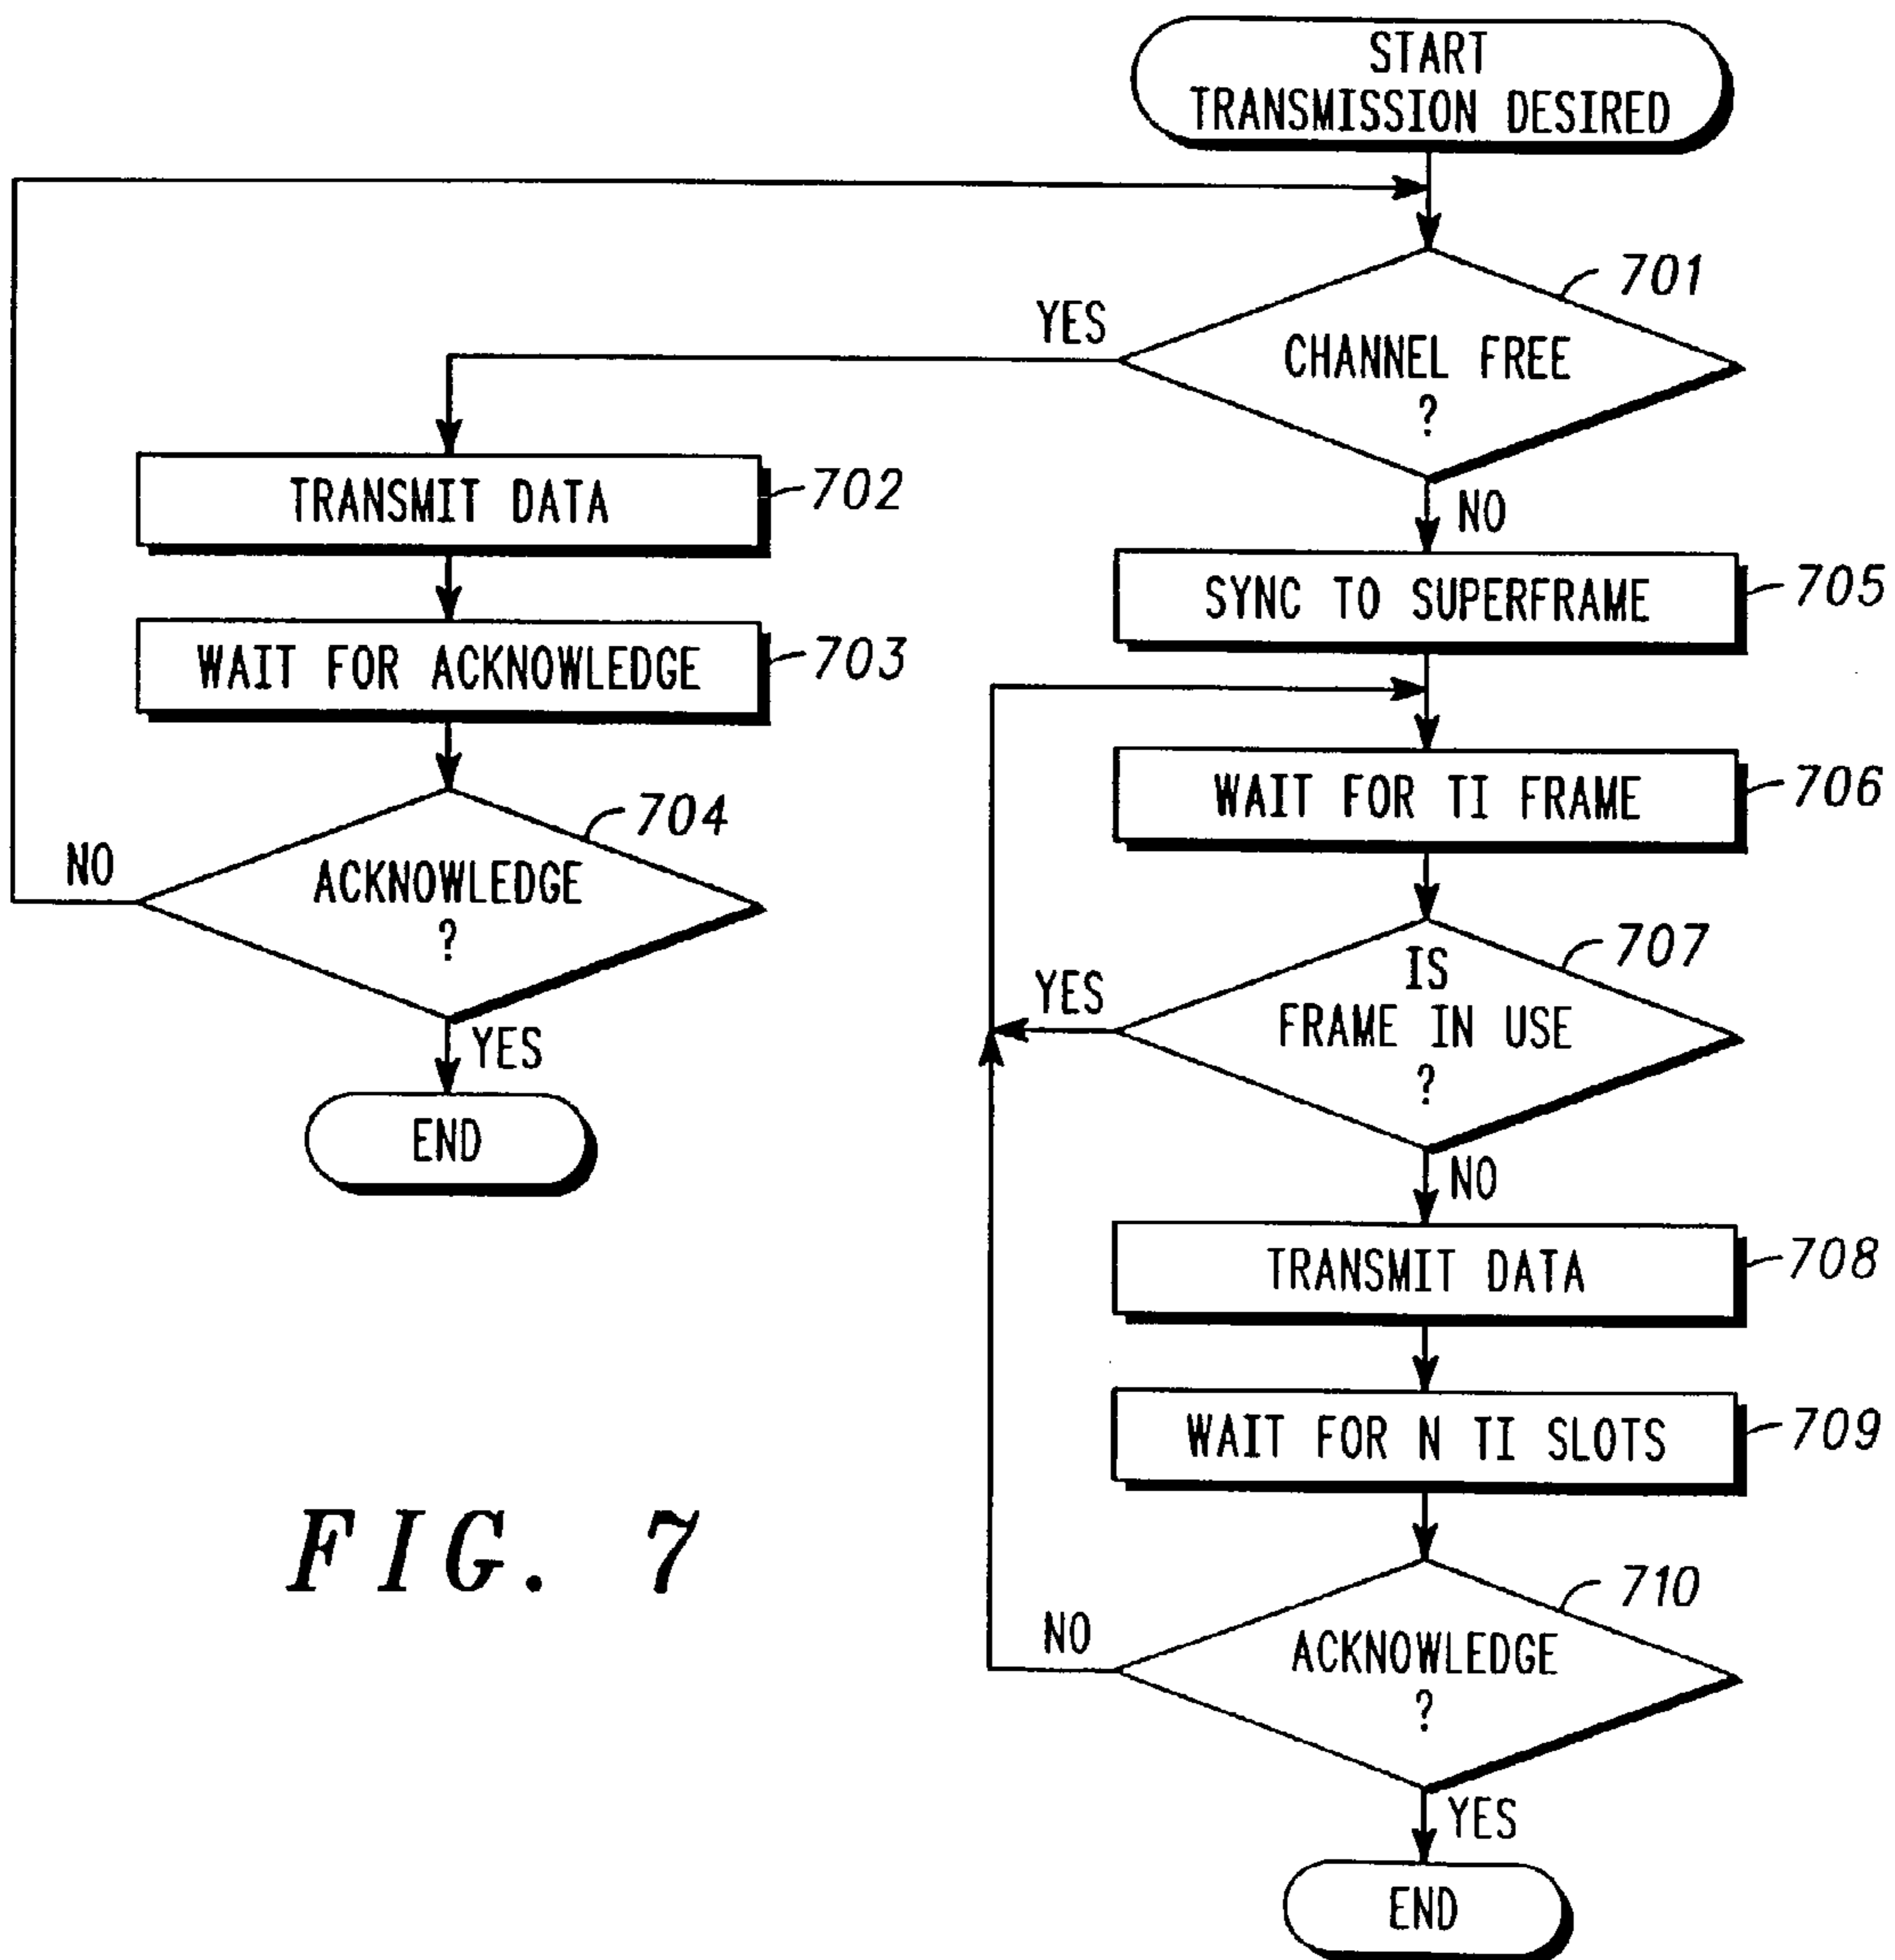 START
TRANSMISSION DESIRED
701
YES
CHANNEL FREE
?
NO
TRANSMIT DATA
702
WAIT FOR ACKNOWLEDGE
703
704
NO
ACKNOWLEDGE
?
YES
END
SYNC TO SUPERFRAME
705
WAIT FOR TI FRAME
706
707
YES
IS
FRAME IN USE
?
NO
TRANSMIT DATA
708
WAIT FOR N TI SLOTS
709
710
NO
ACKNOWLEDGE
?
YES
END
FIG. 7